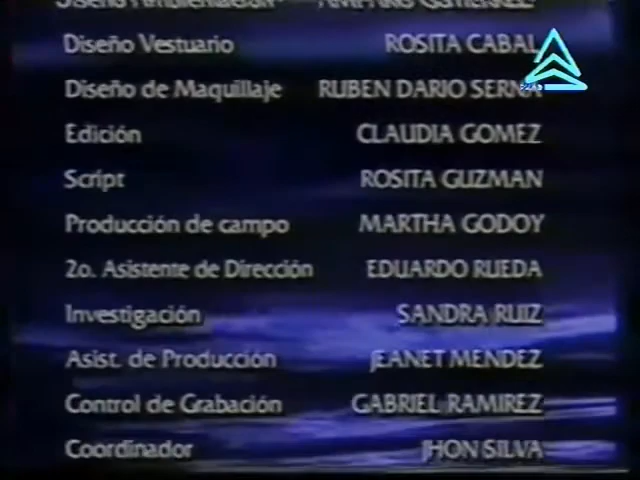 Diseño Vestuario ROSITA CABAL
Diseño de Maquillaje RUBEN DARIO SERNA
Edición CLAUDIA GOMEZ
Script ROSITA GUZMAN
Producción de campo MARTHA GODOY
2o. Asistente de Dirección EDUARDO RUEDA
Investigación SANDRA RUIZ
Asist. de Producción JEANET MENDEZ
Control de Grabación GABRIEL RAMIREZ
Coordinador JHON SILVA